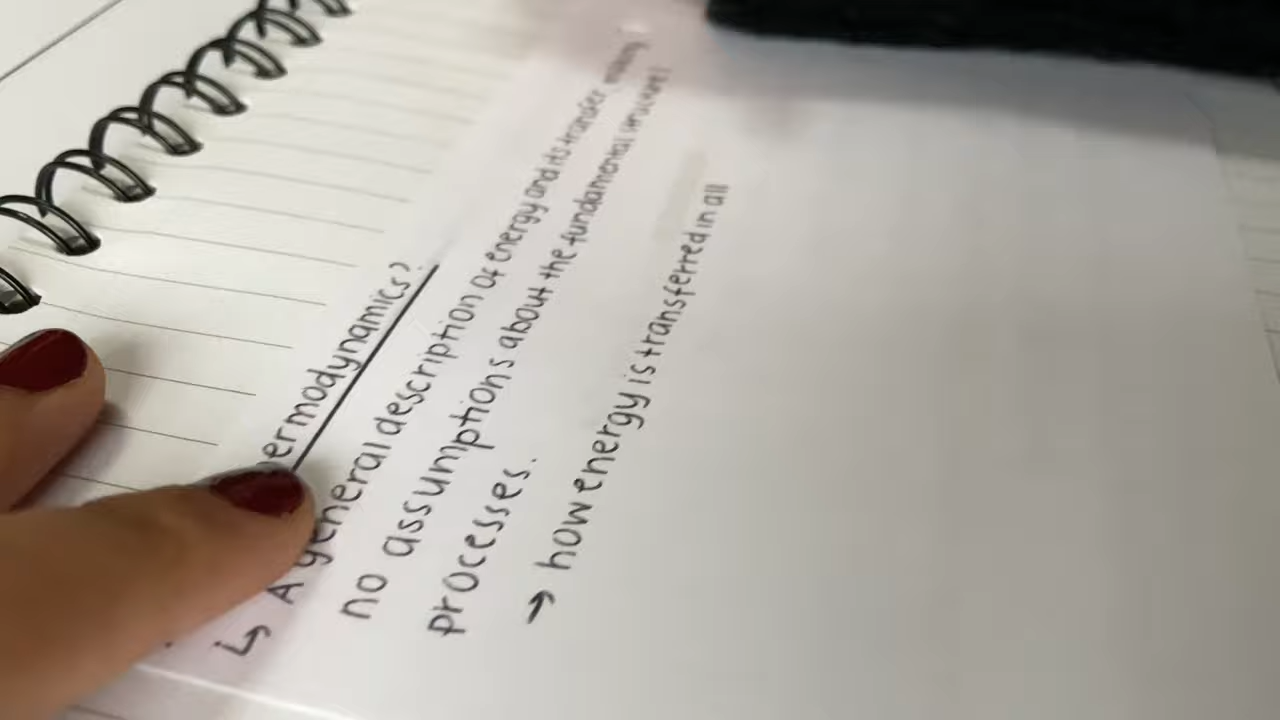 ermodynamics?
↳ A general description of energy and its transfer making
no assumptions about the fundamental
processes.
→ how energy is transferred in all